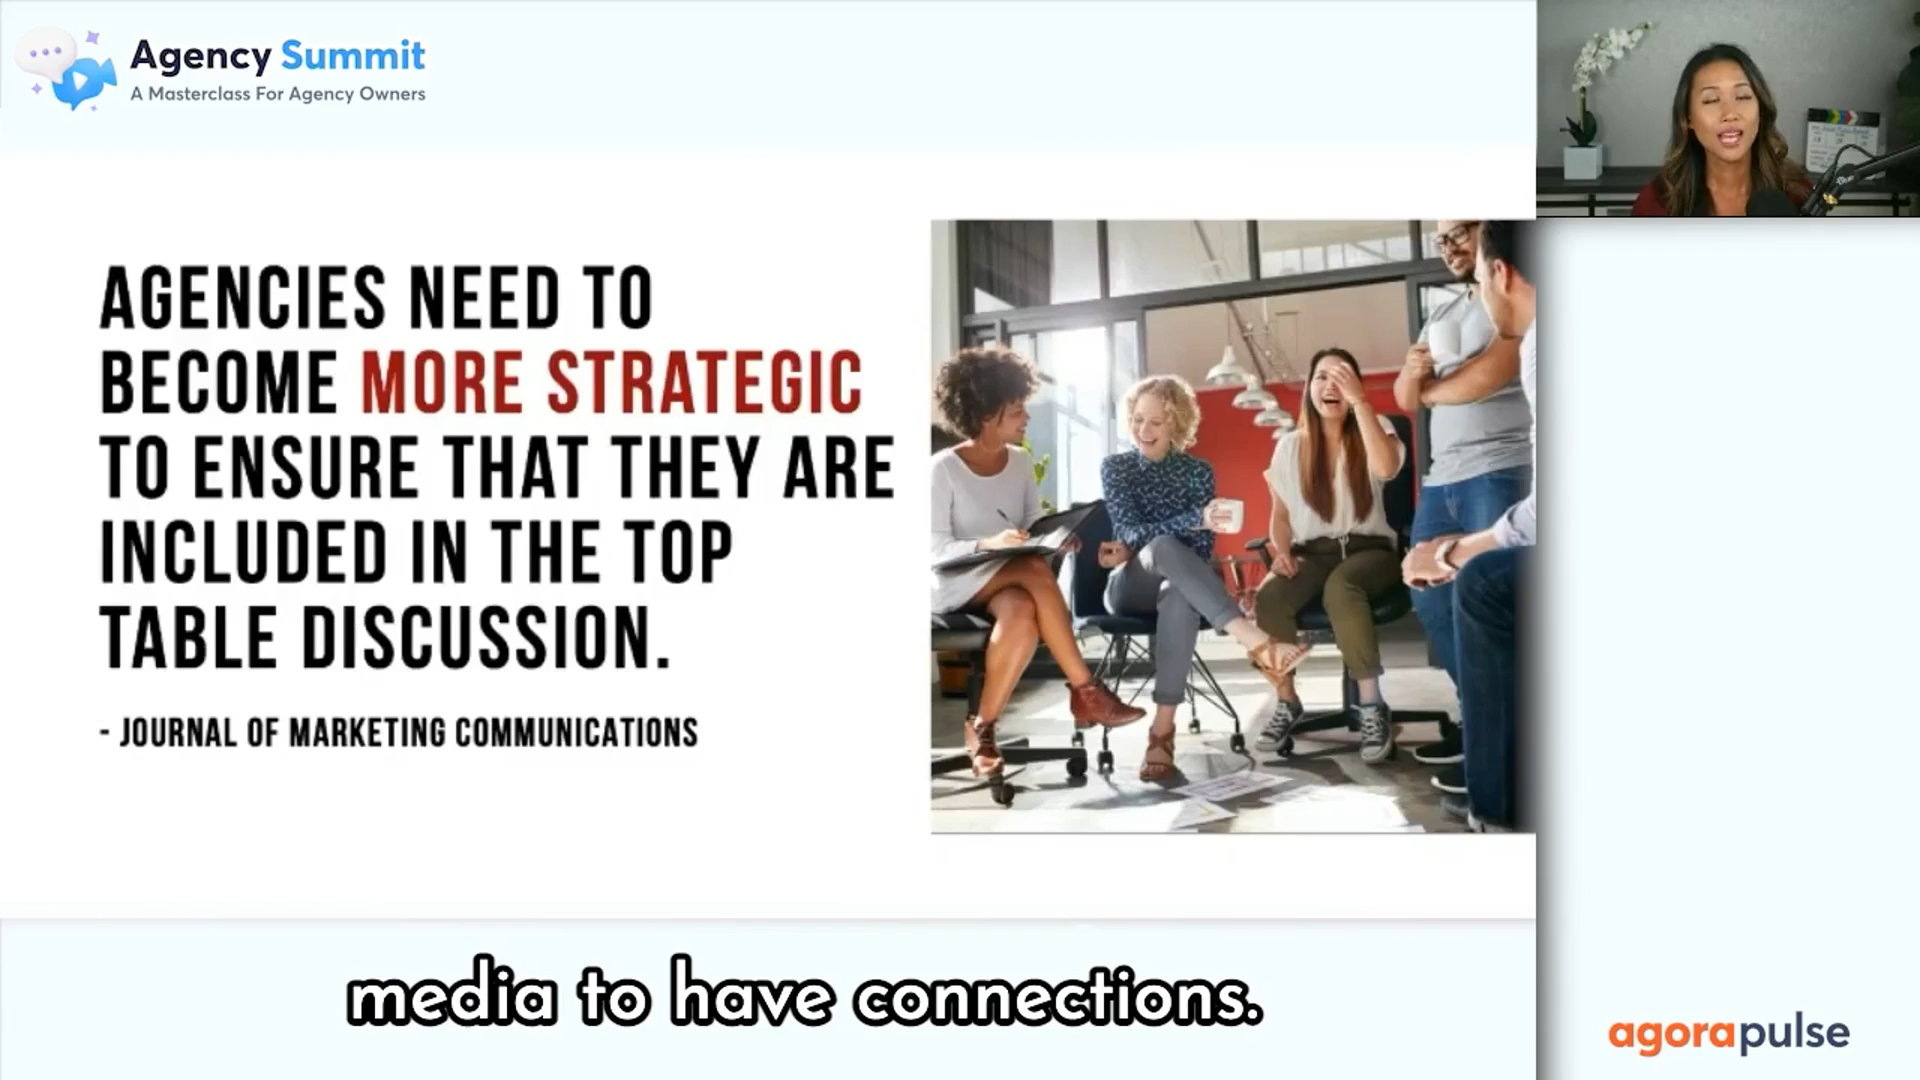 Agency Summit
A Masterclass For Agency Owners
AGENCIES NEED TO
BECOME MORE STRATEGIC
TO ENSURE THAT THEY ARE
INCLUDED IN THE TOP
TABLE DISCUSSION.
- JOURNAL OF MARKETING COMMUNICATIONS
media to have connections.
agorapulse